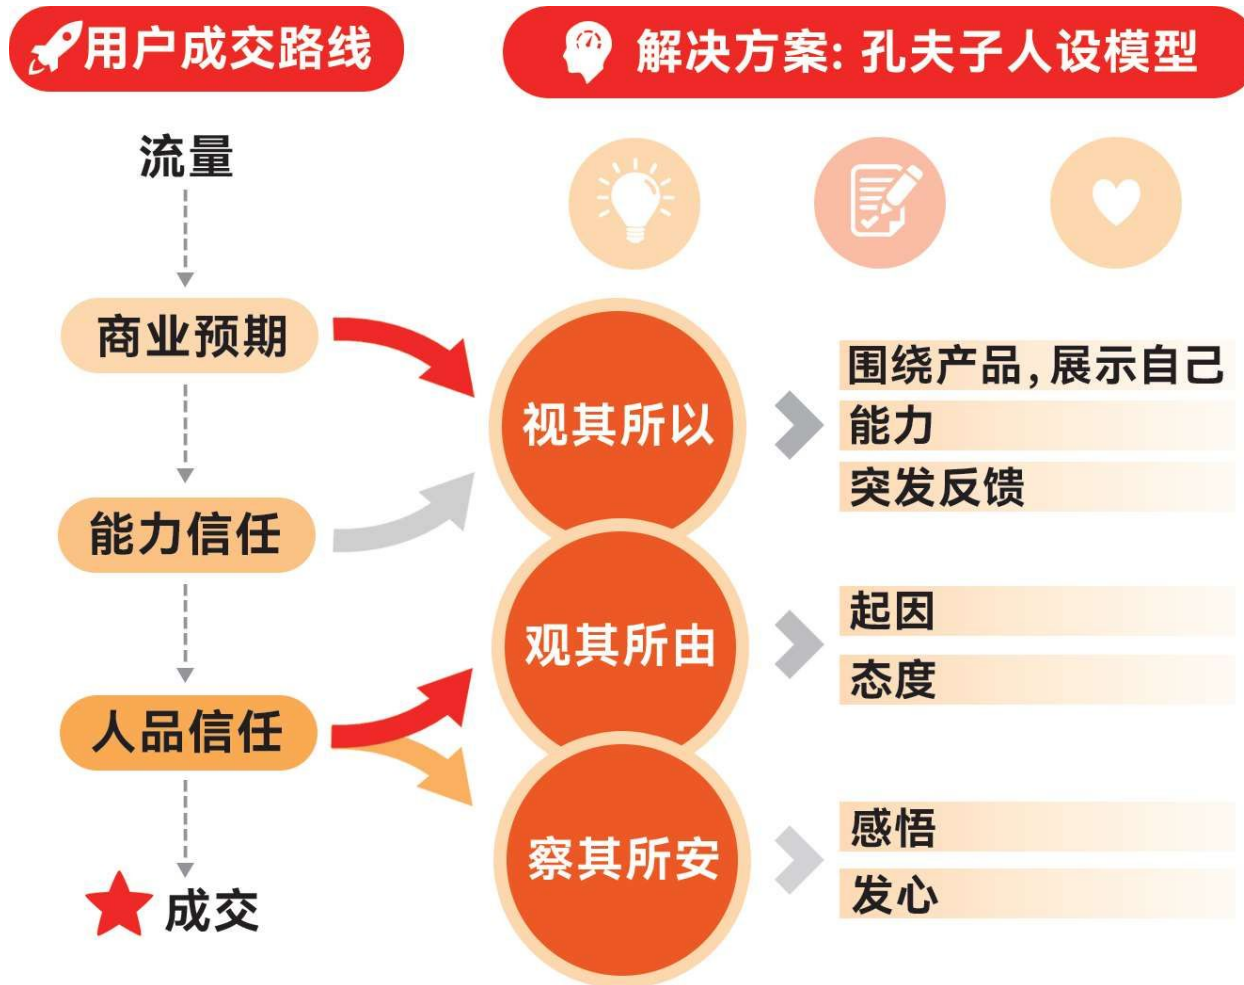 用户成交路线
解决方案: 孔夫子人设模型
流量
商业预期
能力信任
人品信任
成交
视其所以
围绕产品, 展示自己
能力
突发反馈
观其所由
起因
态度
察其所安
感悟
发心